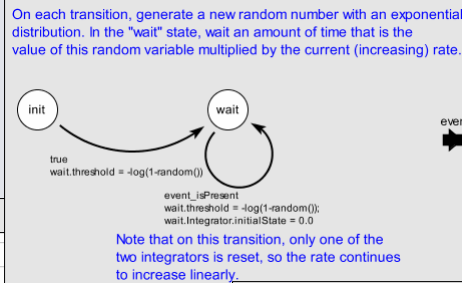 On each transition, generate a new random number with an exponential
distribution. In the "wait" state, wait an amount of time that is the
value of this random variable multiplied by the current (increasing) rate.
init
wait
true
wait.threshold = -log(1-random())
event_isPresent
wait.threshold = -log(1-random());
wait.Integrator.initialState = 0.0
Note that on this transition, only one of the
two integrators is reset, so the rate continues
to increase linearly.